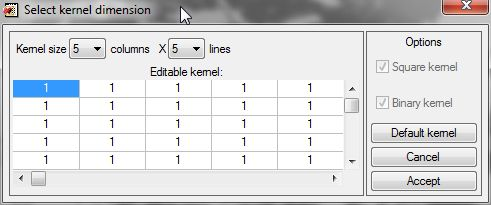 Select kernel dimension
Kernel size 5 columns X 5 lines
Editable kernel:
1 1 1 1 1
1 1 1 1 1
1 1 1 1 1
1 1 1 1 1
1 1 1 1 1
Options
Square kernel
Binary kernel
Default kernel
Cancel
Accept